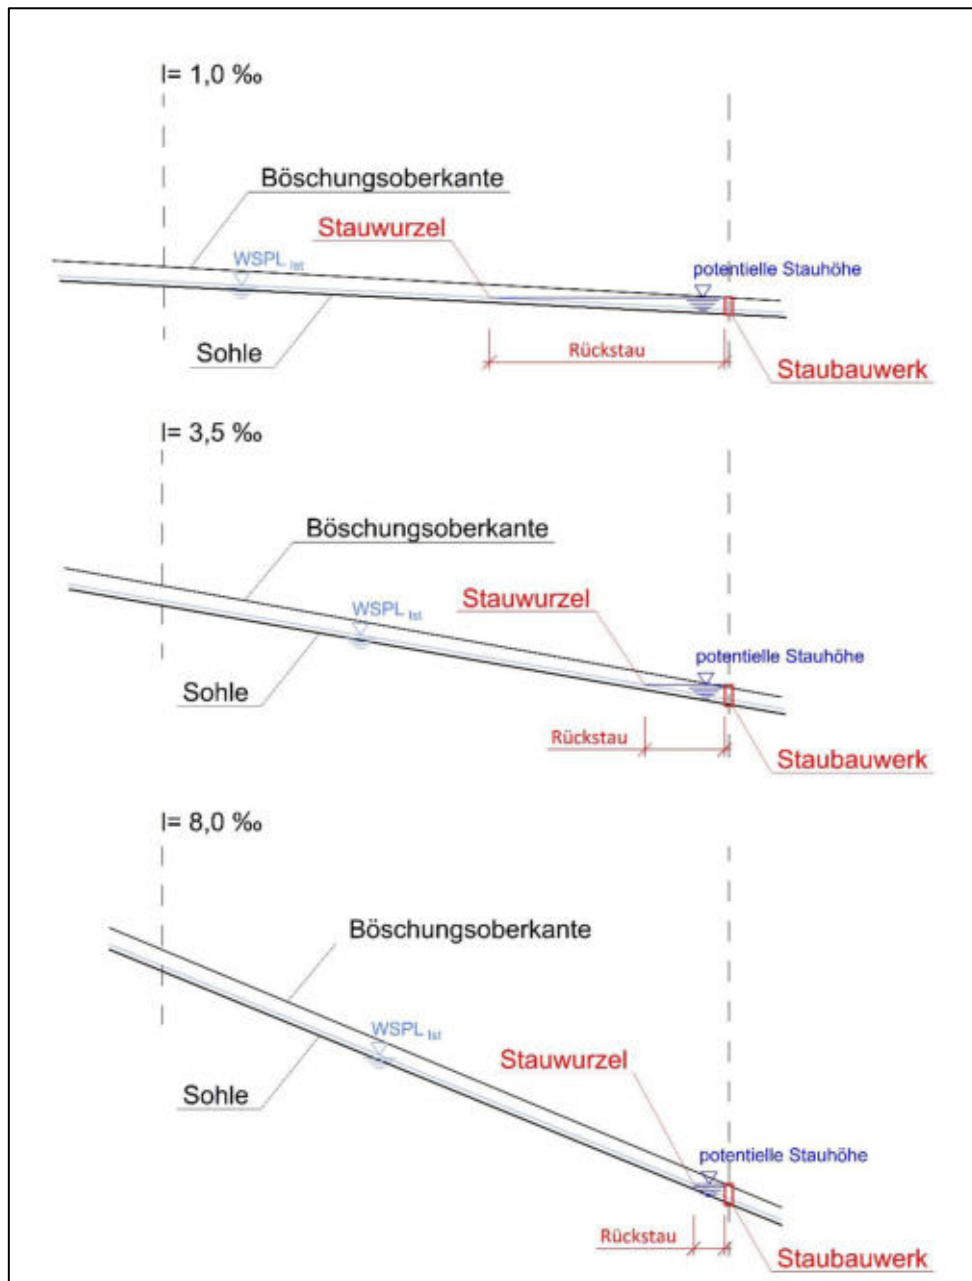 I= 1,0 ‰
Böschungsoberkante
Stauwurzel
WSPL Ist
potentielle Stauhöhe
Sohle
Rückstau
Staubauwerk
I= 3,5 ‰
Böschungsoberkante
Stauwurzel
WSPL Ist
potentielle Stauhöhe
Sohle
Rückstau
Staubauwerk
I= 8,0 ‰
Böschungsoberkante
WSPL Ist
Stauwurzel
Sohle
potentielle Stauhöhe
Rückstau
Staubauwerk